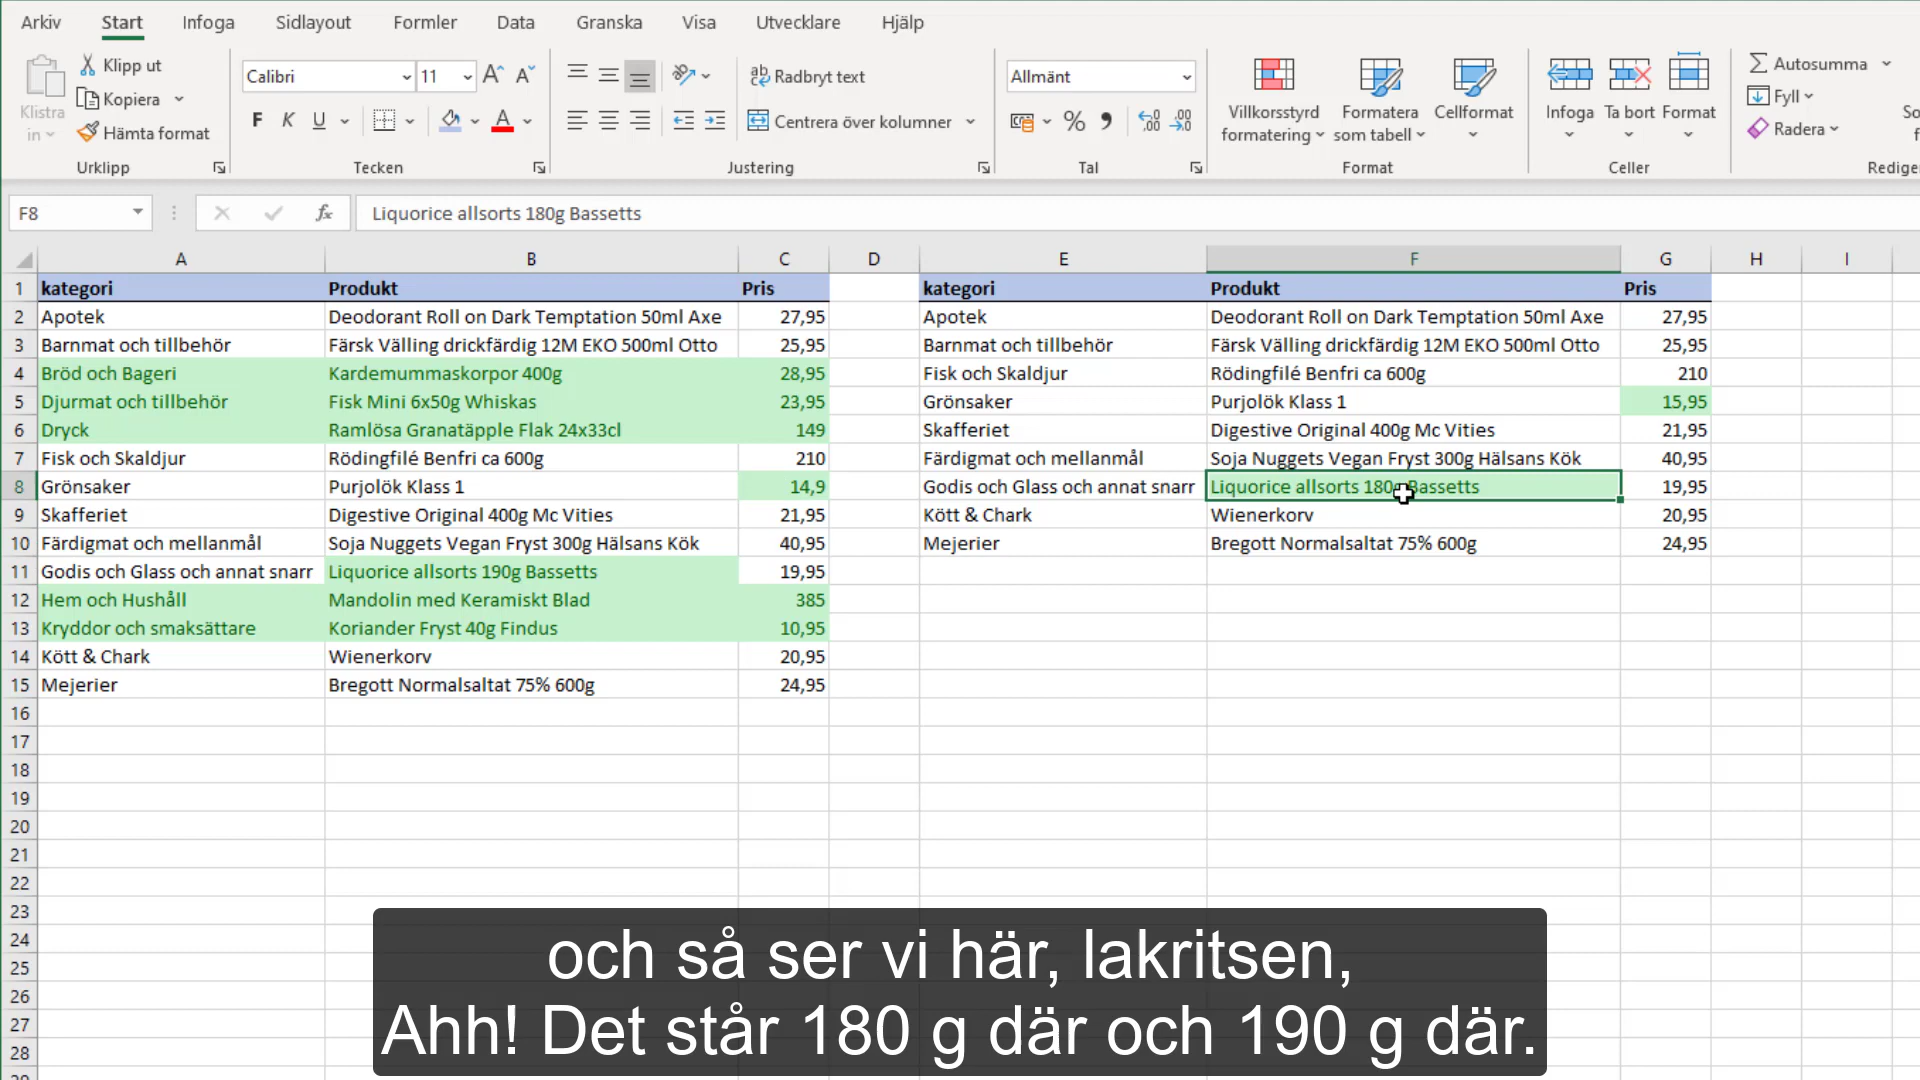 Arkiv Start Infoga Sidlayout Formler Data Granska Visa Utvecklare Hjälp
Klistra in
Klipp ut
Kopiera
Hämta format
Urklipp
Calibri 11 A A
F K U A
Tecken
Radbryt text
Centrera över kolumner
Justering
Allmänt
% 9 ,00 ,00
Tal
Villkorsstyrd formatering
Formatera som tabell
Cellformat
Format
Infoga Ta bort Format
Celler
Autosumma
Fyll
Radera
F8 fx Liquorice allsorts 180g Bassetts
A B C D E F G H I
1 kategori Produkt Pris kategori Produkt Pris
2 Apotek Deodorant Roll on Dark Temptation 50ml Axe 27,95 Apotek Deodorant Roll on Dark Temptation 50ml Axe 27,95
3 Barnmat och tillbehör Färsk Välling drickfärdig 12M EKO 500ml Otto 25,95 Barnmat och tillbehör Färsk Välling drickfärdig 12M EKO 500ml Otto 25,95
4 Bröd och Bageri Kardemummaskorpor 400g 28,95 Fisk och Skaldjur Rödingfilé Benfri ca 600g 210
5 Djurmat och tillbehör Fisk Mini 6x50g Whiskas 23,95 Grönsaker Purjolök Klass 1 15,95
6 Dryck Ramlösa Granatäpple Flak 24x33cl 149 Skafferiet Digestive Original 400g Mc Vities 21,95
7 Fisk och Skaldjur Rödingfilé Benfri ca 600g 210 Färdigmat och mellanmål Soja Nuggets Vegan Fryst 300g Hälsans Kök 40,95
8 Grönsaker Purjolök Klass 1 14,9 Godis och Glass och annat snarr Liquorice allsorts 180g Bassetts 19,95
9 Skafferiet Digestive Original 400g Mc Vities 21,95 Kött & Chark Wienerkorv 20,95
10 Färdigmat och mellanmål Soja Nuggets Vegan Fryst 300g Hälsans Kök 40,95 Mejerier Bregott Normalsaltat 75% 600g 24,95
11 Godis och Glass och annat snarr Liquorice allsorts 190g Bassetts 19,95
12 Hem och Hushåll Mandolin med Keramiskt Blad 385
13 Kryddor och smaksättare Koriander Fryst 40g Findus 10,95
14 Kött & Chark Wienerkorv 20,95
15 Mejerier Bregott Normalsaltat 75% 600g 24,95
16
17
18
19
20
21
22
23
24
25
26
27
28
och så ser vi här, lakritsen,
Ahh! Det står 180 g där och 190 g där.